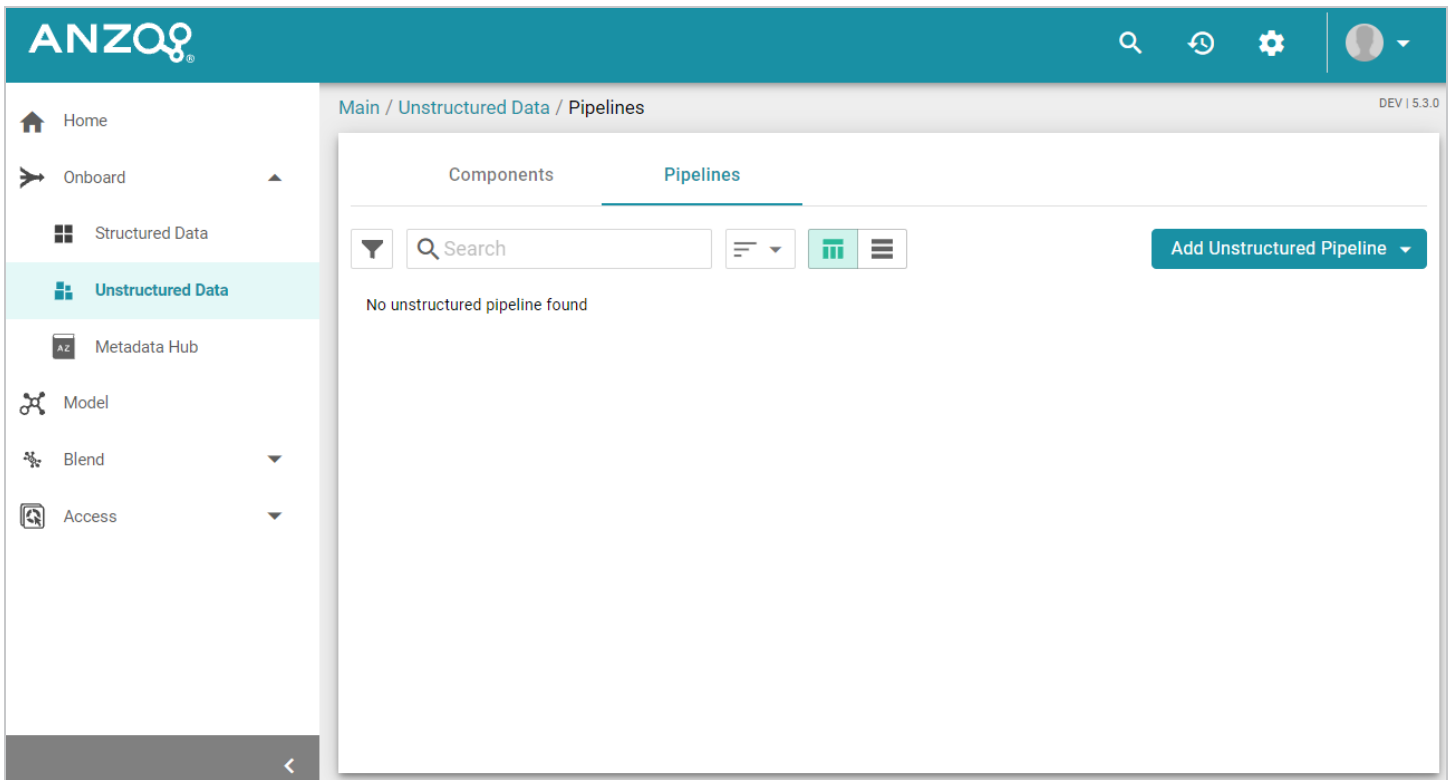 ANZO®
Main / Unstructured Data / Pipelines
DEV | 5.3.0
Home
Onboard
Structured Data
Unstructured Data
AZ
Metadata Hub
Model
Blend
Access
Components
Pipelines
Search
Add Unstructured Pipeline
No unstructured pipeline found